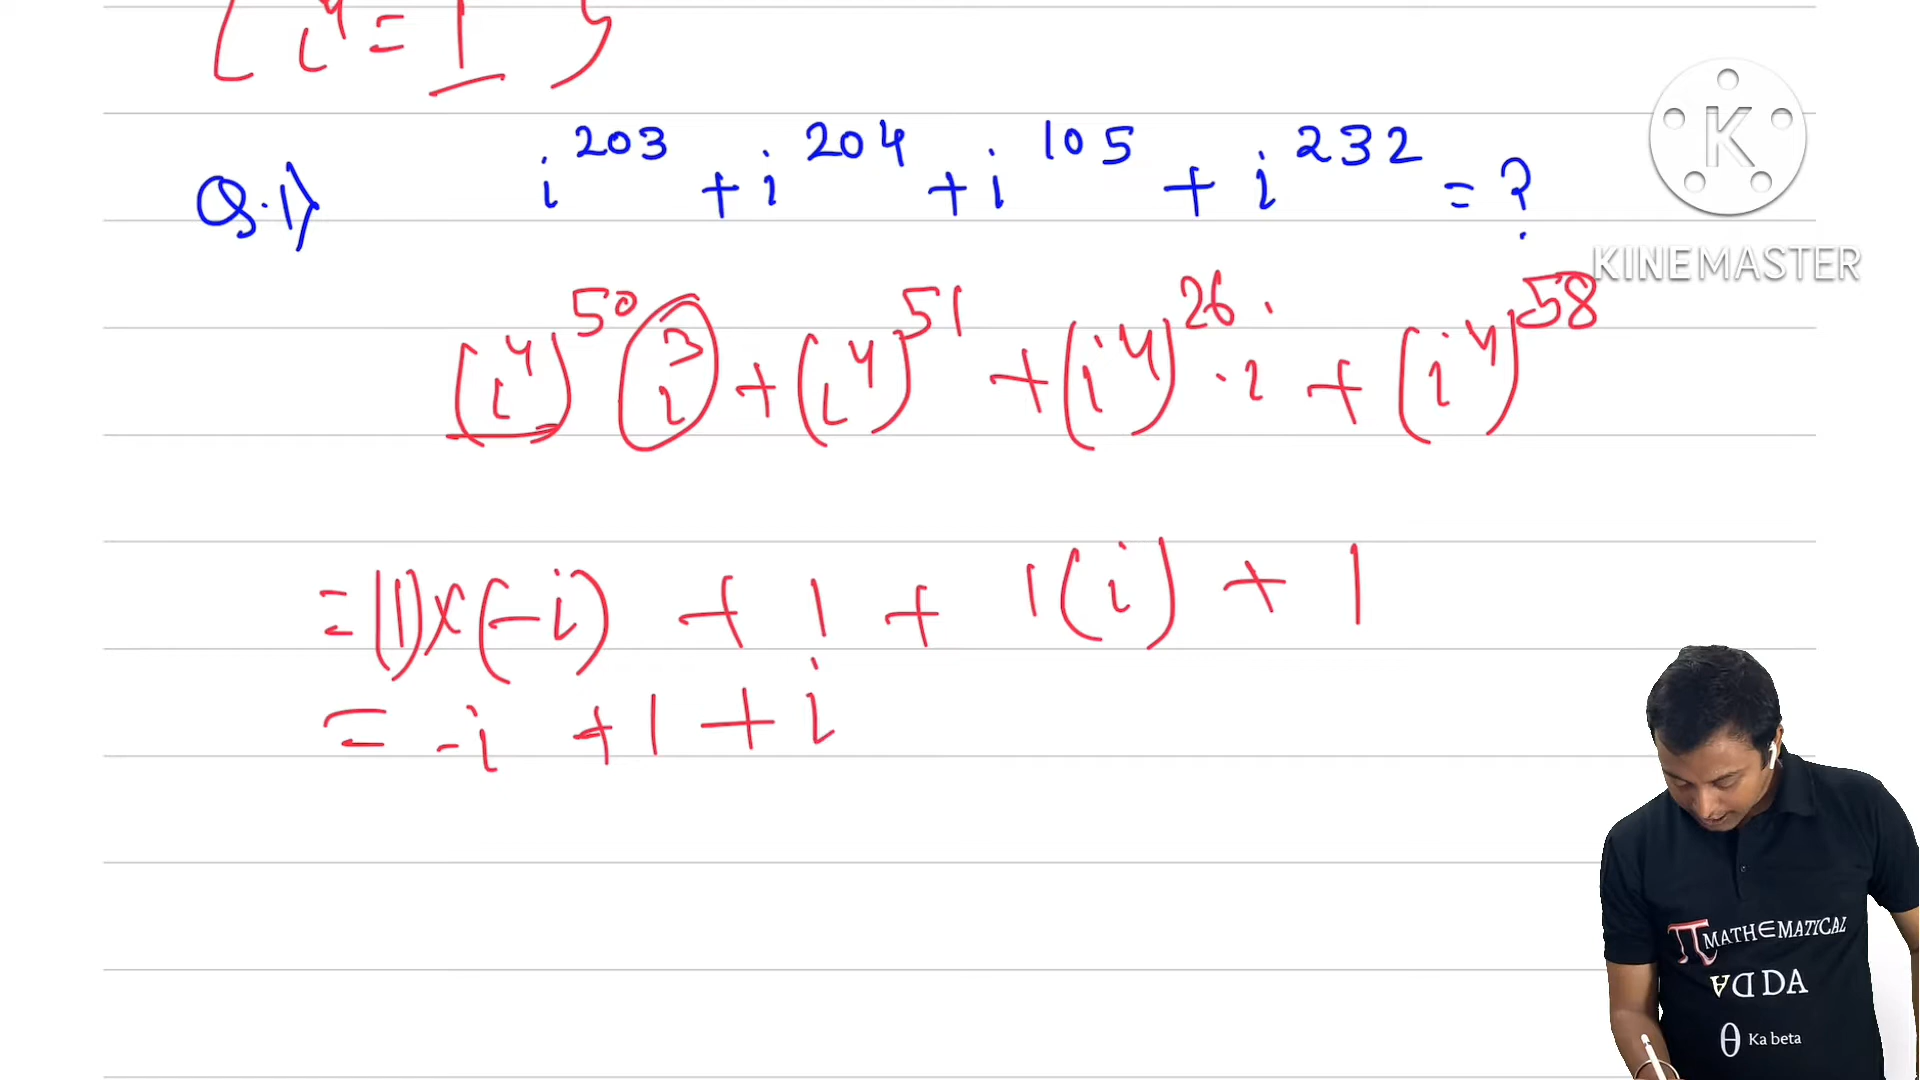 { i⁴ = 1 }
Q.1) i²⁰³ + i²⁰⁴ + i¹⁰⁵ + i²³² = ?
(i⁴)⁵⁰ i³ + (i⁴)⁵¹ + (i⁴)²⁶ · i + (i⁴)⁵⁸
= (1) × (-i) + 1 + 1(i) + 1
= -i + 1 + i
K
KINEMASTER
π MATHEMATICAL
∀ᗡDA
θ Ka beta